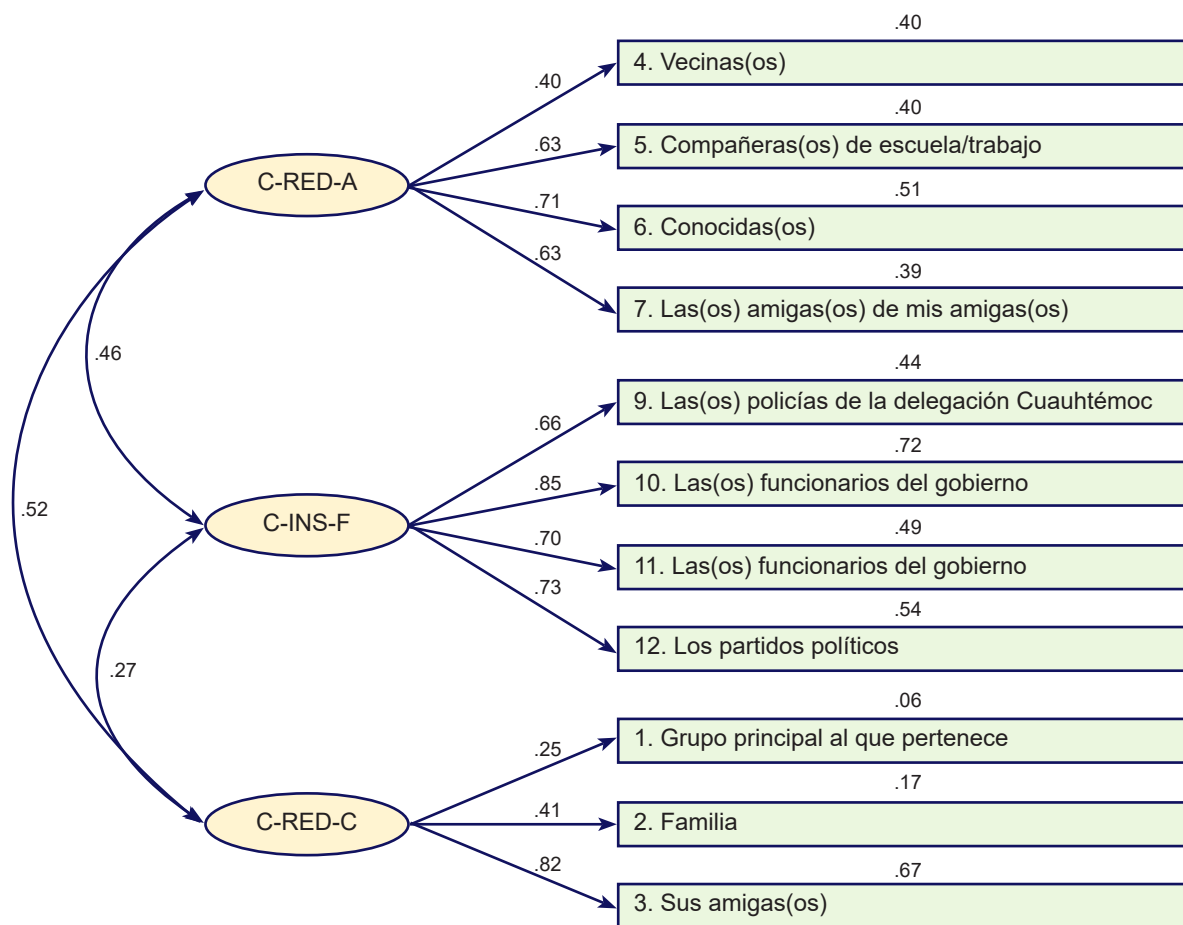 .40
4. Vecinas(os)
.40
.40
5. Compañeras(os) de escuela/trabajo
.63
C-RED-A
.51
6. Conocidas(os)
.71
.39
7. Las(os) amigas(os) de mis amigas(os)
.63
.46
.44
9. Las(os) policías de la delegación Cuauhtémoc
.66
.72
10. Las(os) funcionarios del gobierno
.85
.52
C-INS-F
.49
11. Las(os) funcionarios del gobierno
.70
.54
12. Los partidos políticos
.73
.27
.06
1. Grupo principal al que pertenece
.25
.17
2. Familia
.41
C-RED-C
.67
3. Sus amigas(os)
.82